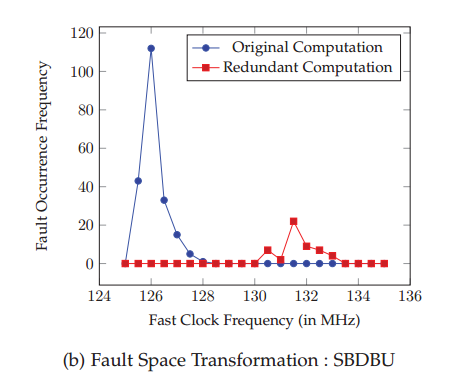 120
100
80
60
40
20
0
Fault Occurrence Frequency
Original Computation
Redundant Computation
124 126 128 130 132 134 136
Fast Clock Frequency (in MHz)
(b) Fault Space Transformation : SBDBU